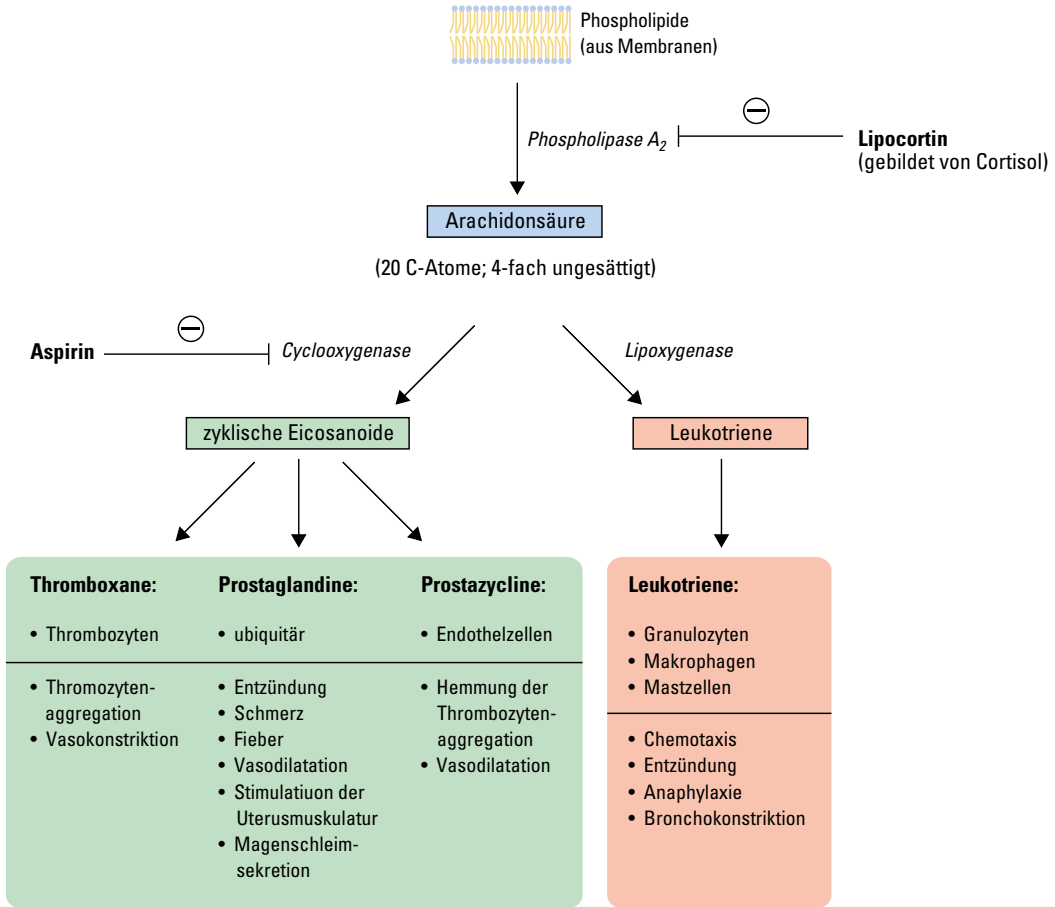 Phospholipide
(aus Membranen)
Phospholipase A2
Lipocortin
(gebildet von Cortisol)
Arachidonsäure
(20 C-Atome; 4-fach ungesättigt)
Aspirin
Cyclooxygenase
Lipoxygenase
zyklische Eicosanoide
Leukotriene
Thromboxane:
• Thrombozyten
• Thromozyten-
aggregation
• Vasokonstriktion
Prostaglandine:
• ubiquitär
• Entzündung
• Schmerz
• Fieber
• Vasodilatation
• Stimulatiuon der
Uterusmuskulatur
• Magenschleim-
sekretion
Prostazycline:
• Endothelzellen
• Hemmung der
Thrombozyten-
aggregation
• Vasodilatation
Leukotriene:
• Granulozyten
• Makrophagen
• Mastzellen
• Chemotaxis
• Entzündung
• Anaphylaxie
• Bronchokonstriktion